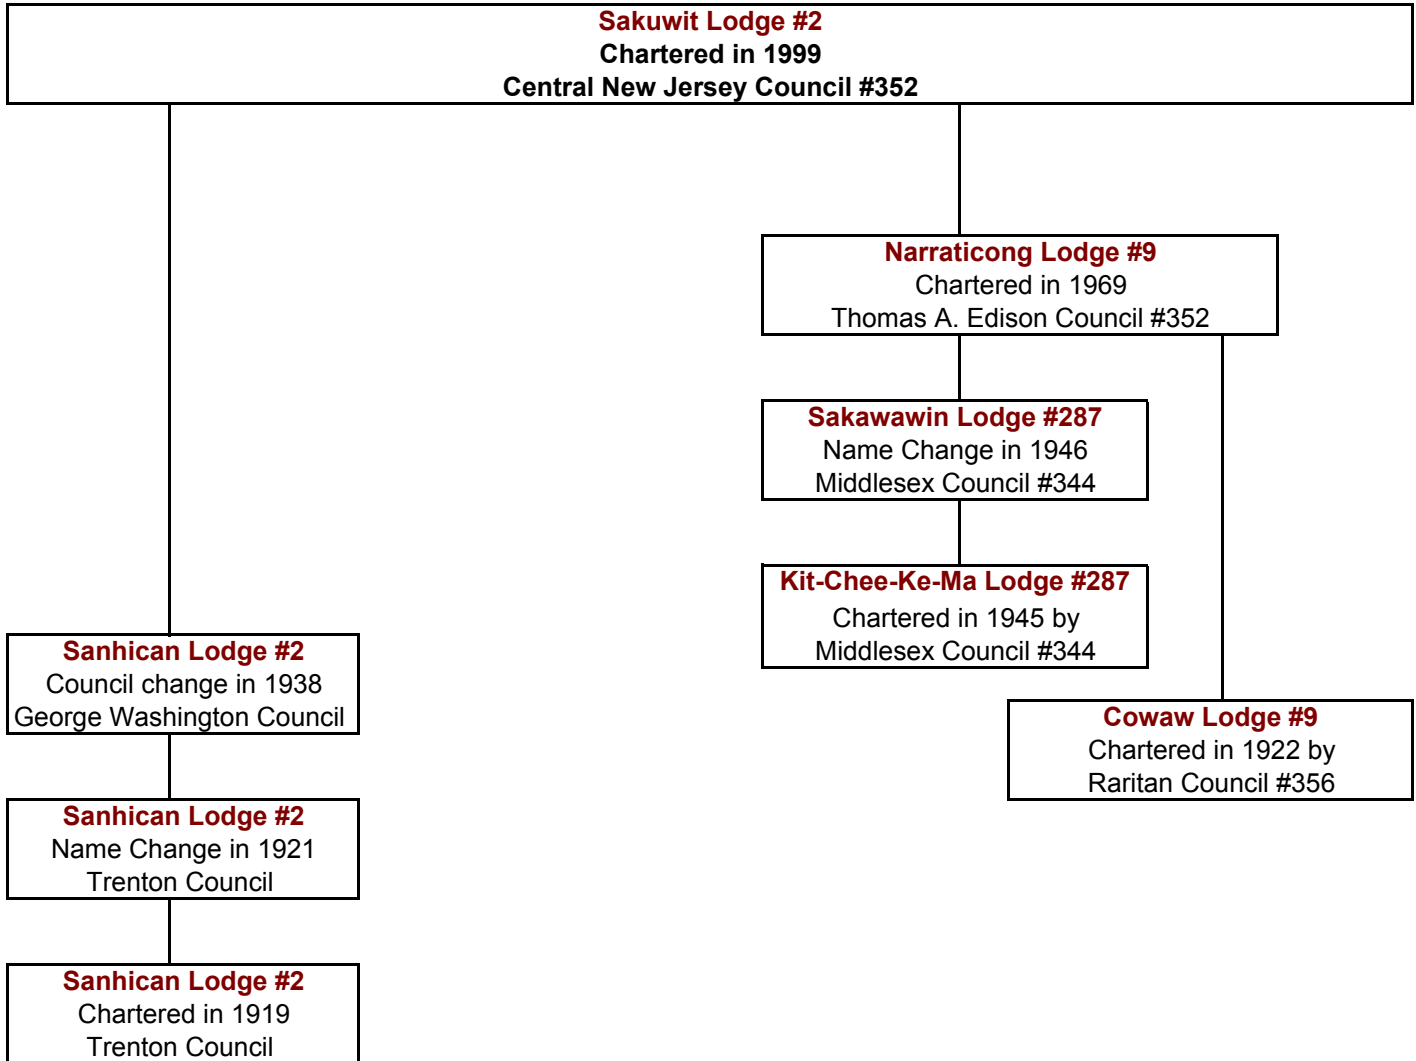 Sakuwit Lodge #2
Chartered in 1999
Central New Jersey Council #352
Narraticong Lodge #9
Chartered in 1969
Thomas A. Edison Council #352
Sakawawin Lodge #287
Name Change in 1946
Middlesex Council #344
Kit-Chee-Ke-Ma Lodge #287
Chartered in 1945 by
Middlesex Council #344
Sanhican Lodge #2
Council change in 1938
George Washington Council
Cowaw Lodge #9
Chartered in 1922 by
Raritan Council #356
Sanhican Lodge #2
Name Change in 1921
Trenton Council
Sanhican Lodge #2
Chartered in 1919
Trenton Council